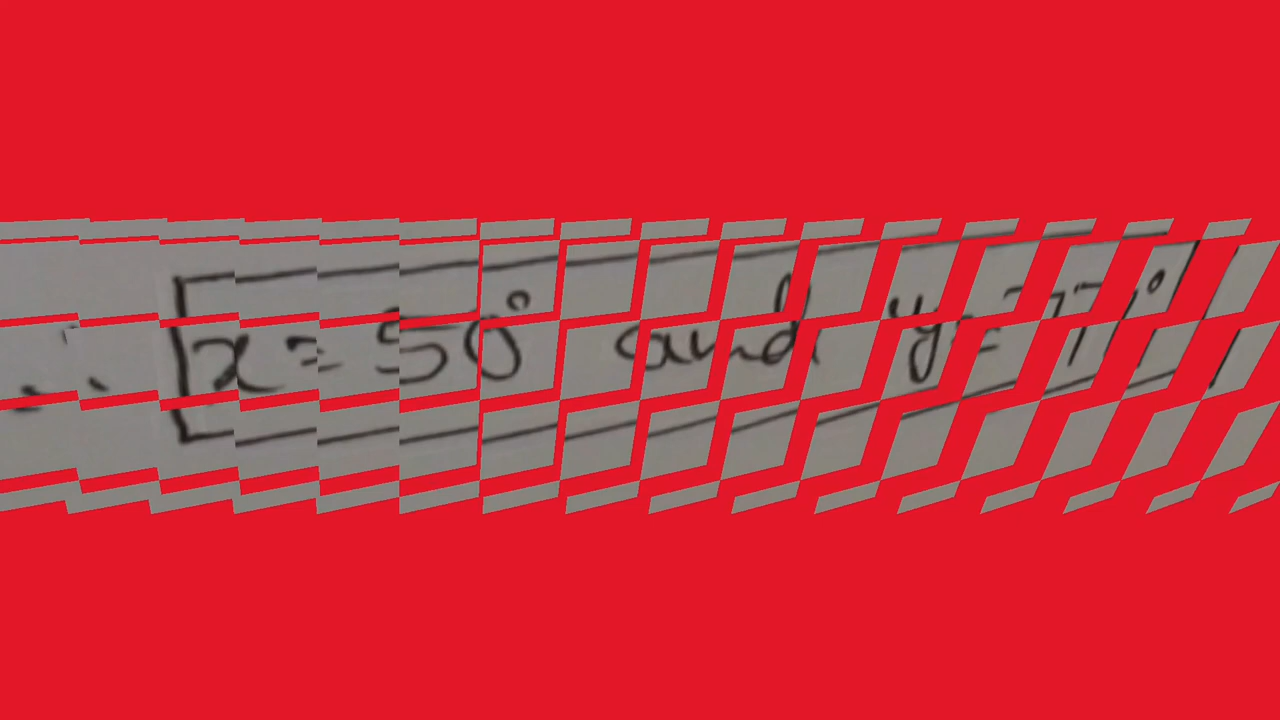 ∴ x = 50° and y = 77°